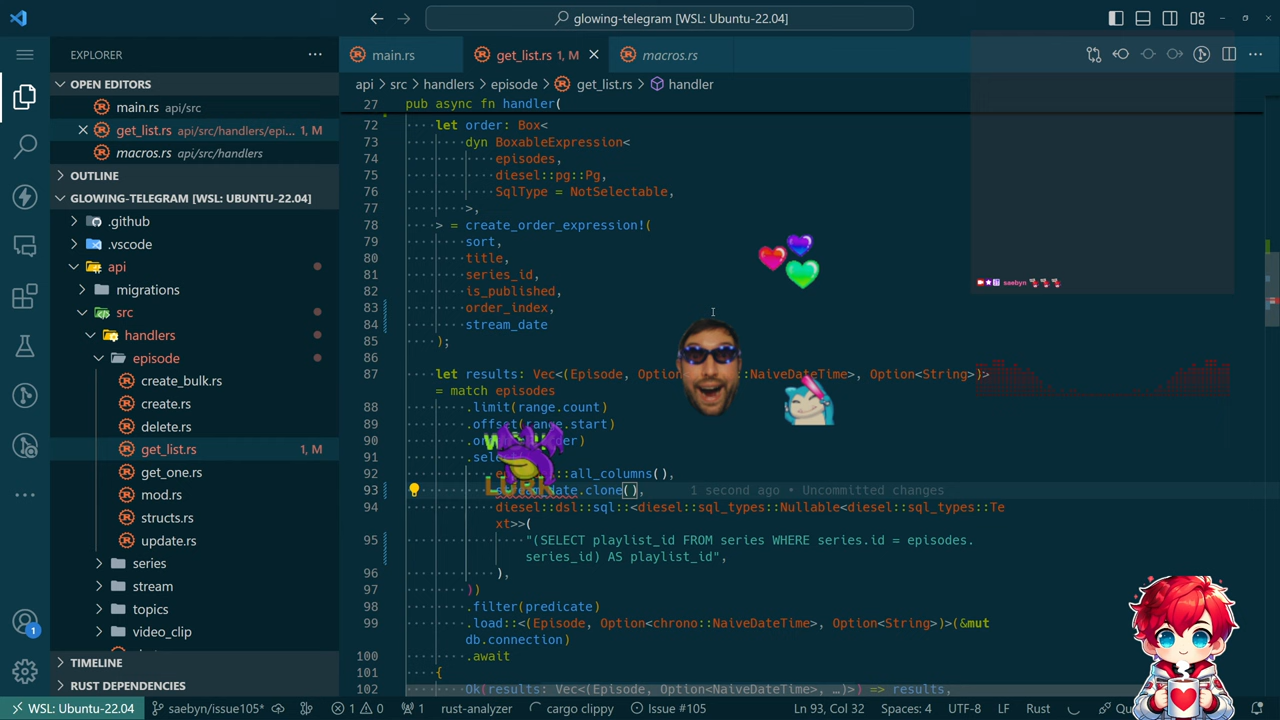 glowing-telegram [WSL: Ubuntu-22.04]
EXPLORER
OPEN EDITORS
main.rs api/src
get_list.rs api/src/handlers/epi... 1, M
macros.rs api/src/handlers
OUTLINE
GLOWING-TELEGRAM [WSL: UBUNTU-22.04]
.github
.vscode
api
migrations
src
handlers
episode
create_bulk.rs
create.rs
delete.rs
get_list.rs 1, M
get_one.rs
mod.rs
structs.rs
update.rs
series
stream
topics
video_clip
TIMELINE
RUST DEPENDENCIES
main.rs
get_list.rs 1, M
macros.rs
api > src > handlers > episode > get_list.rs > handler
27 pub async fn handler(
72 let order: Box<
73 dyn BoxableExpression<
74 episodes,
75 diesel::pg::Pg,
76 SqlType = NotSelectable,
77 >,
78 > = create_order_expression!(
79 sort,
80 title,
81 series_id,
82 is_published,
83 order_index,
84 stream_date
85 );
86
87 let results: Vec<(Episode, Option ::NaiveDateTime>, Option<String>)>
= match episodes
88 .limit(range.count)
89 .offset(range.start)
90 .or der)
91 .sele
92 ::all_columns(),
93 date.clone(), 1 second ago • Uncommitted changes
94 diesel::dsl::sql::<diesel::sql_types::Nullable<diesel::sql_types::Te
xt>>(
95 "(SELECT playlist_id FROM series WHERE series.id = episodes.
series_id) AS playlist_id",
96 ),
97 ))
98 .filter(predicate)
99 .load::<(Episode, Option<chrono::NaiveDateTime>, Option<String>)>(&mut
db.connection)
100 .await
101 {
102 Ok(results: Vec<(Episode, Option<NaiveDateTime>, …)>) => results,
LURK
saebyn
1
WSL: Ubuntu-22.04
saebyn/issue105*
1 0
1
rust-analyzer
cargo clippy
Issue #105
Ln 93, Col 32
Spaces: 4
UTF-8
LF
Rust